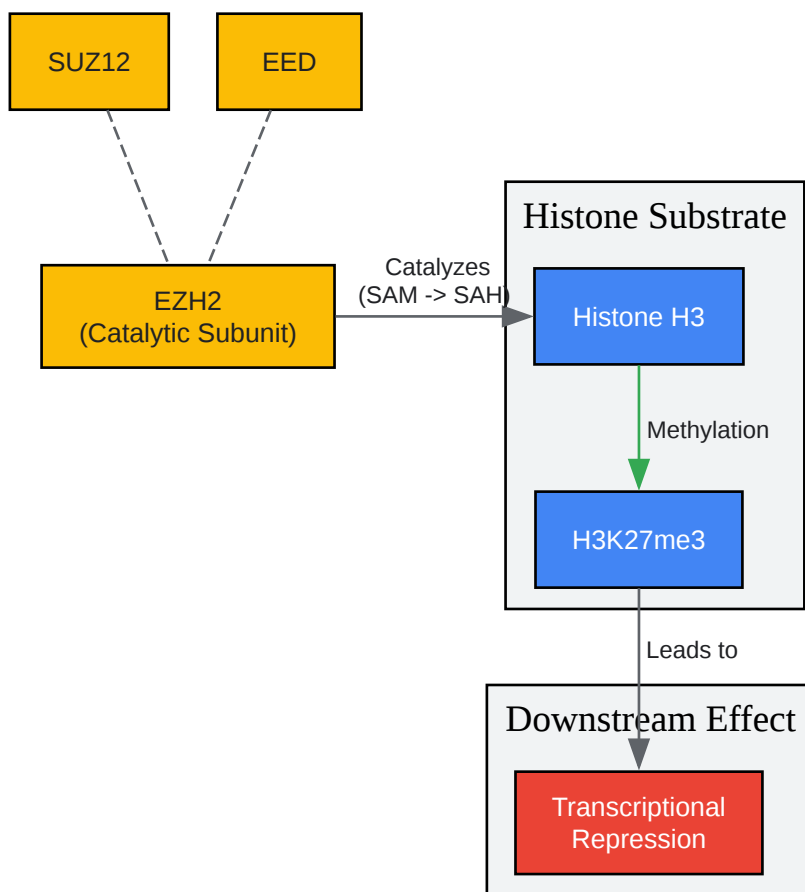 SUZ12
EED
Histone Substrate
EZH2
(Catalytic Subunit)
Catalyzes
(SAM -> SAH)
Histone H3
Methylation
H3K27me3
Leads to
Downstream Effect
Transcriptional
Repression